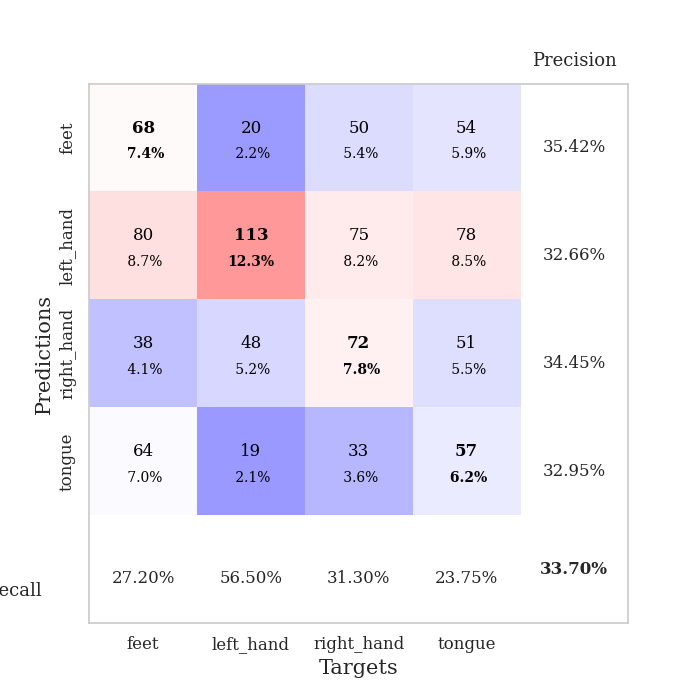 Precision
feet
68 20 50 54
7.4% 2.2% 5.4% 5.9%
35.42%
left_hand
80 113 75 78
8.7% 12.3% 8.2% 8.5%
32.66%
Predictions
right_hand
38 48 72 51
4.1% 5.2% 7.8% 5.5%
34.45%
tongue
64 19 33 57
7.0% 2.1% 3.6% 6.2%
32.95%
ecall
27.20% 56.50% 31.30% 23.75% 33.70%
feet left_hand right_hand tongue
Targets